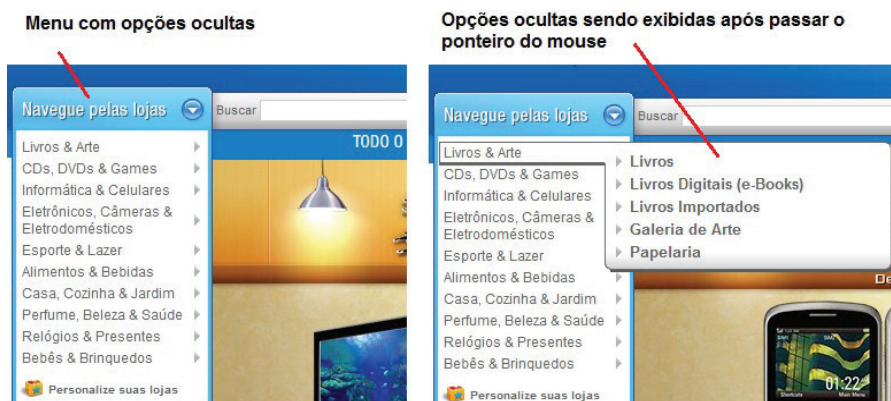 Menu com opções ocultas
Navegue pelas lojas
Buscar
TODO O
Livros & Arte
CDs, DVDs & Games
Informática & Celulares
Eletrônicos, Câmeras &
Eletrodomésticos
Esporte & Lazer
Alimentos & Bebidas
Casa, Cozinha & Jardim
Perfume, Beleza & Saúde
Relógios & Presentes
Bebês & Brinquedos
Personalize suas lojas
Opções ocultas sendo exibidas após passar o
ponteiro do mouse
Navegue pelas lojas
Buscar
Livros & Arte
CDs, DVDs & Games
Informática & Celulares
Eletrônicos, Câmeras &
Eletrodomésticos
Esporte & Lazer
Alimentos & Bebidas
Casa, Cozinha & Jardim
Perfume, Beleza & Saúde
Relógios & Presentes
Bebês & Brinquedos
Personalize suas lojas
Livros
Livros Digitais (e-Books)
Livros Importados
Galeria de Arte
Papelaria
De
01:22
Shortcuts
Main Menu